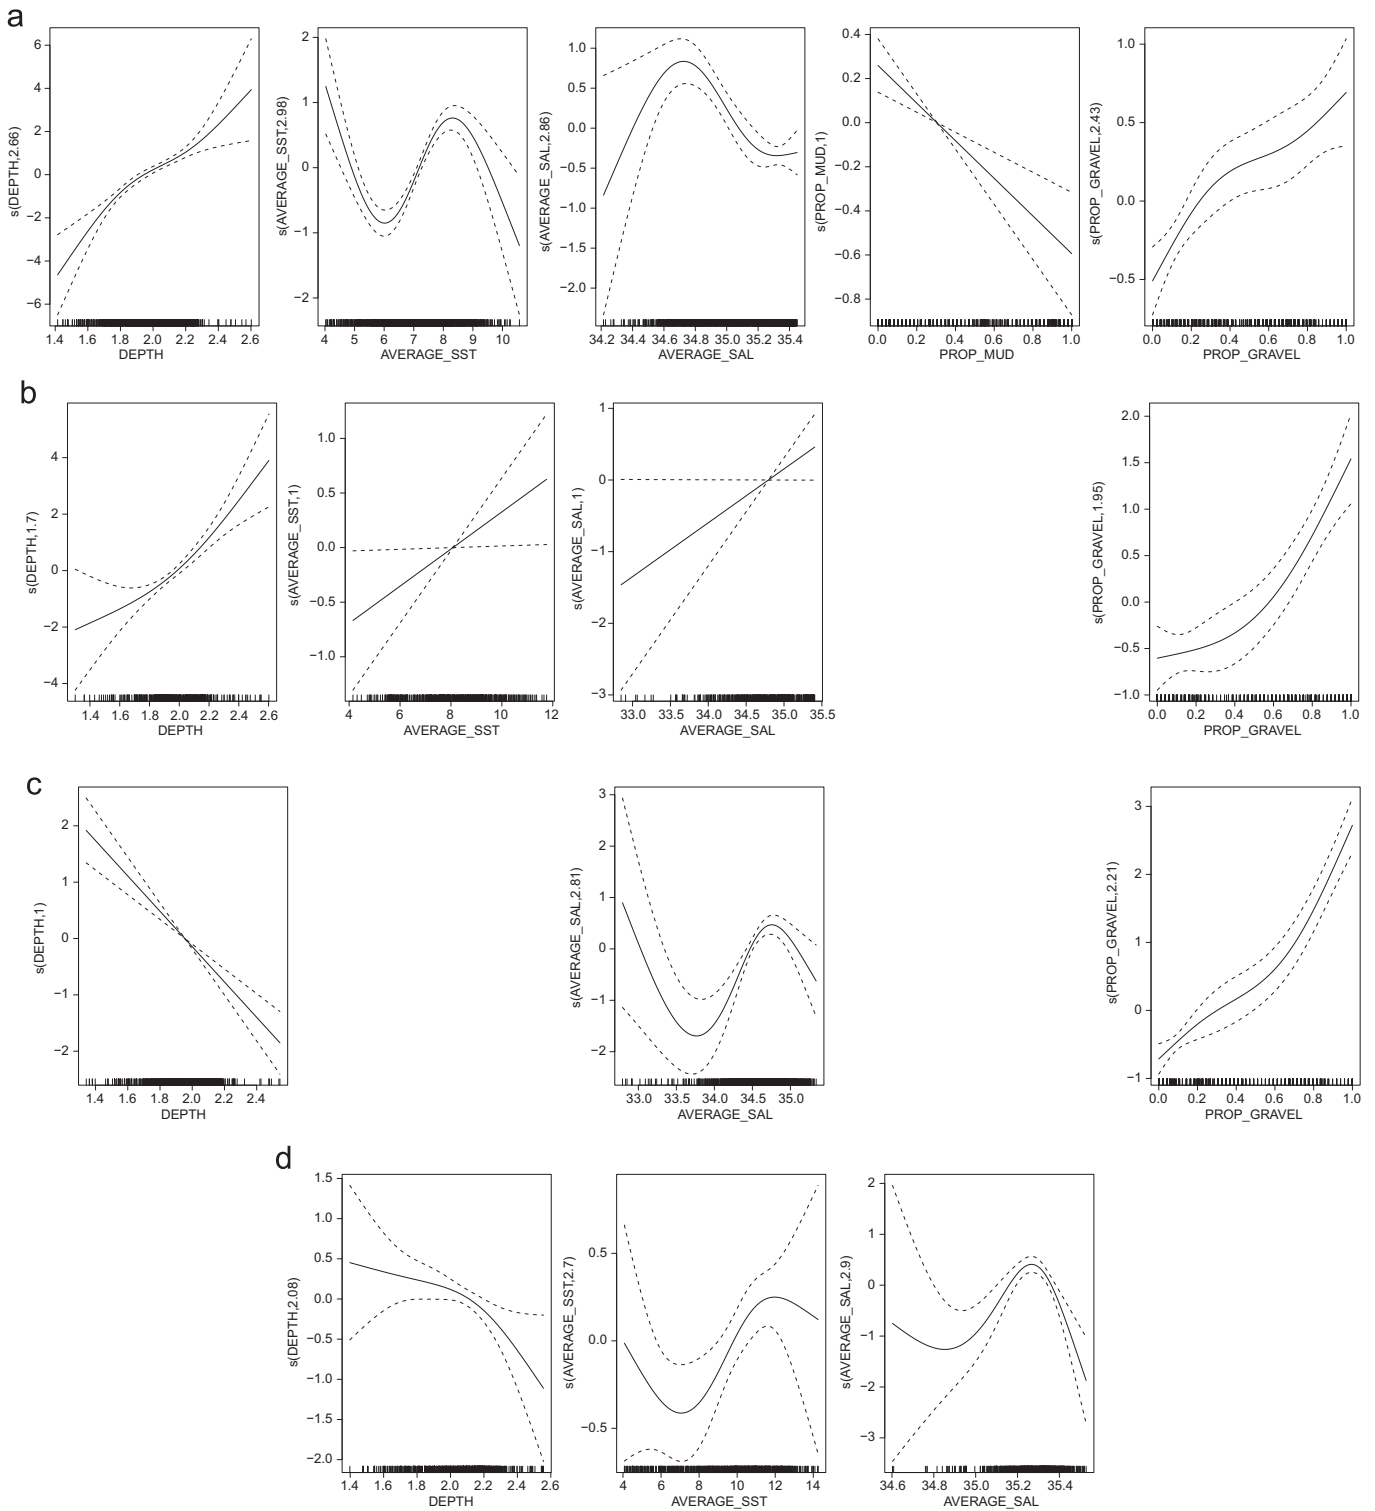 a
s(DEPTH,2.66)
6
4
2
0
−2
−4
−6
1.4 1.6 1.8 2.0 2.2 2.4 2.6
DEPTH
s(AVERAGE_SST,2.98)
2
1
0
−1
−2
4 5 6 7 8 9 10
AVERAGE_SST
s(AVERAGE_SAL,2.86)
1.0
0.5
0.0
−0.5
−1.0
−1.5
−2.0
34.2 34.4 34.6 34.8 35.0 35.2 35.4
AVERAGE_SAL
s(PROP_MUD,1)
0.4
0.2
0.0
−0.2
−0.4
−0.6
−0.8
0.0 0.2 0.4 0.6 0.8 1.0
PROP_MUD
s(PROP_GRAVEL,2.43)
1.0
0.5
0.0
−0.5
0.0 0.2 0.4 0.6 0.8 1.0
PROP_GRAVEL
b
s(DEPTH,1.7)
4
2
0
−2
−4
1.4 1.6 1.8 2.0 2.2 2.4 2.6
DEPTH
s(AVERAGE_SST,1)
1.0
0.5
0.0
−0.5
−1.0
4 6 8 10 12
AVERAGE_SST
s(AVERAGE_SAL,1)
1
0
−1
−2
−3
33.0 33.5 34.0 34.5 35.0 35.5
AVERAGE_SAL
s(PROP_GRAVEL,1.95)
2.0
1.5
1.0
0.5
0.0
−0.5
−1.0
0.0 0.2 0.4 0.6 0.8 1.0
PROP_GRAVEL
c
s(DEPTH,1)
2
1
0
−1
−2
1.4 1.6 1.8 2.0 2.2 2.4
DEPTH
s(AVERAGE_SAL,2.81)
3
2
1
0
−1
−2
33.0 33.5 34.0 34.5 35.0
AVERAGE_SAL
s(PROP_GRAVEL,2.21)
3
2
1
0
−1
0.0 0.2 0.4 0.6 0.8 1.0
PROP_GRAVEL
d
s(DEPTH,2.08)
1.5
1.0
0.5
0.0
−0.5
−1.0
−1.5
−2.0
1.4 1.6 1.8 2.0 2.2 2.4 2.6
DEPTH
s(AVERAGE_SST,2.7)
0.5
0.0
−0.5
4 6 8 10 12 14
AVERAGE_SST
s(AVERAGE_SAL,2.9)
2
1
0
−1
−2
−3
34.6 34.8 35.0 35.2 35.4
AVERAGE_SAL